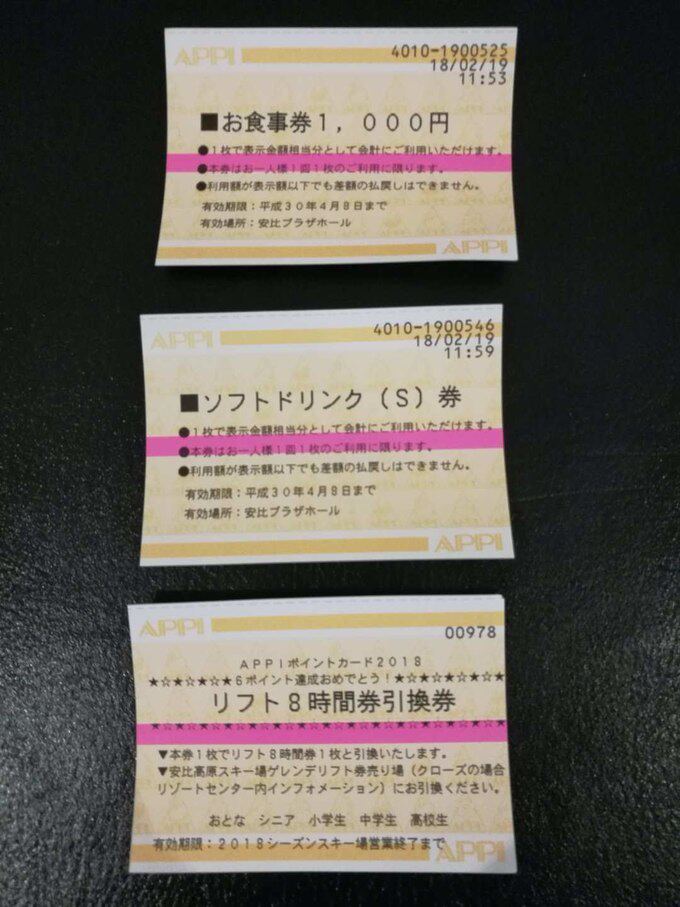 APPI
4010-1900525
18/02/19
11:53
■お食事券1,000円
●1枚で表示金額相当分として会計にご利用いただけます。
●本券はお一人様1回1枚のご利用に限ります。
●利用額が表示額以下でも差額の払戻しはできません。
有効期限:平成30年4月8日まで
有効場所:安比プラザホール
APPI
APPI
4010-1900546
18/02/19
11:59
■ソフトドリンク(S)券
●1枚で表示金額相当分として会計にご利用いただけます。
●本券はお一人様1回1枚のご利用に限ります。
●利用額が表示額以下でも差額の払戻しはできません。
有効期限:平成30年4月8日まで
有効場所:安比プラザホール
APPI
APPI
00978
APPIポイントカード2018
★☆★☆★☆★6ポイント達成おめでとう!★☆★☆★☆★☆★
リフト8時間券引換券
▼本券1枚でリフト8時間券1枚と引換いたします。
▼安比高原スキー場ゲレンデリフト券売り場(クローズの場合
リゾートセンター内インフォメーション)にお引換ください。
おとな シニア 小学生 中学生 高校生
有効期限:2018シーズンスキー場営業終了まで
APPI